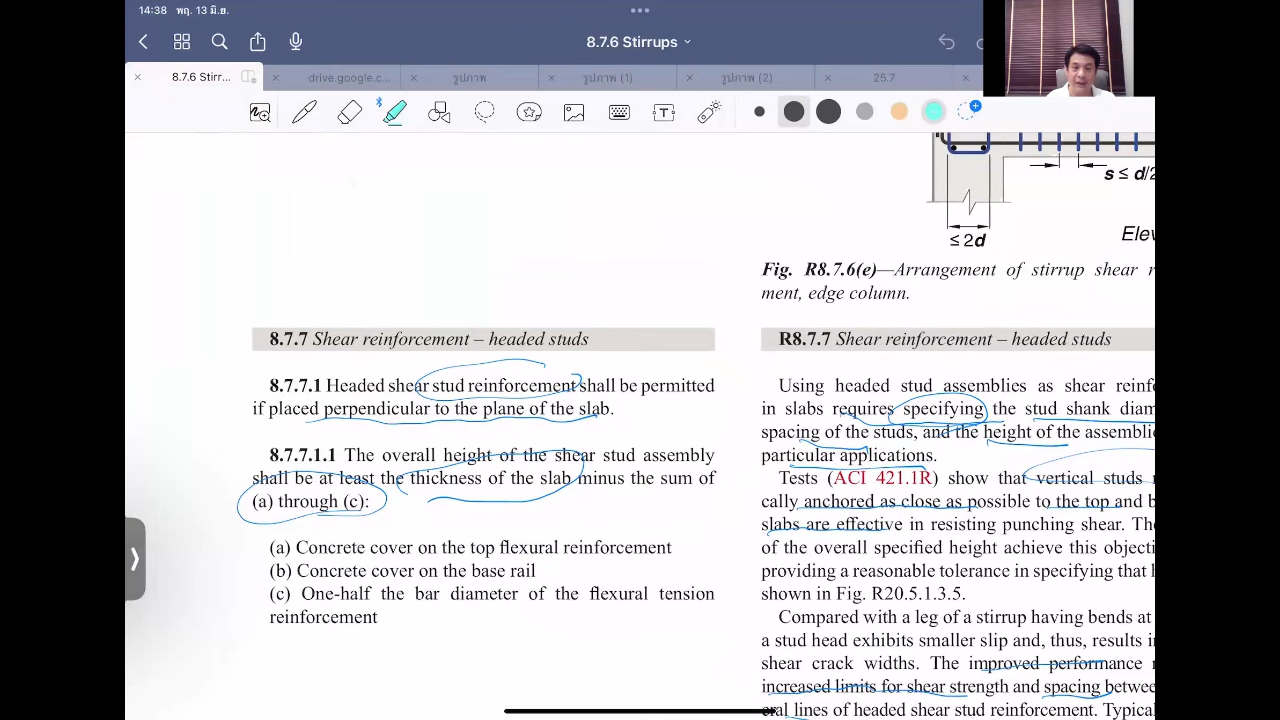 14:38 พฤ. 13 มิ.ย.
8.7.6 Stirrups
8.7.6 Stirr...
drive.google.c...
รูปภาพ
รูปภาพ (1)
รูปภาพ (2)
25.7
s ≤ d/2
≤ 2d
Elev
Fig. R8.7.6(e)—Arrangement of stirrup shear r
ment, edge column.
8.7.7 Shear reinforcement – headed studs
8.7.7.1 Headed shear stud reinforcement shall be permitted
if placed perpendicular to the plane of the slab.
8.7.7.1.1 The overall height of the shear stud assembly
shall be at least the thickness of the slab minus the sum of
(a) through (c):
(a) Concrete cover on the top flexural reinforcement
(b) Concrete cover on the base rail
(c) One-half the bar diameter of the flexural tension
reinforcement
R8.7.7 Shear reinforcement – headed studs
Using headed stud assemblies as shear reinf
in slabs requires specifying the stud shank diam
spacing of the studs, and the height of the assembli
particular applications.
Tests (ACI 421.1R) show that vertical studs
cally anchored as close as possible to the top and b
slabs are effective in resisting punching shear. The
of the overall specified height achieve this objecti
providing a reasonable tolerance in specifying that h
shown in Fig. R20.5.1.3.5.
Compared with a leg of a stirrup having bends at
a stud head exhibits smaller slip and, thus, results i
shear crack widths. The improved performance
increased limits for shear strength and spacing betwee
eral lines of headed shear stud reinforcement. Typical